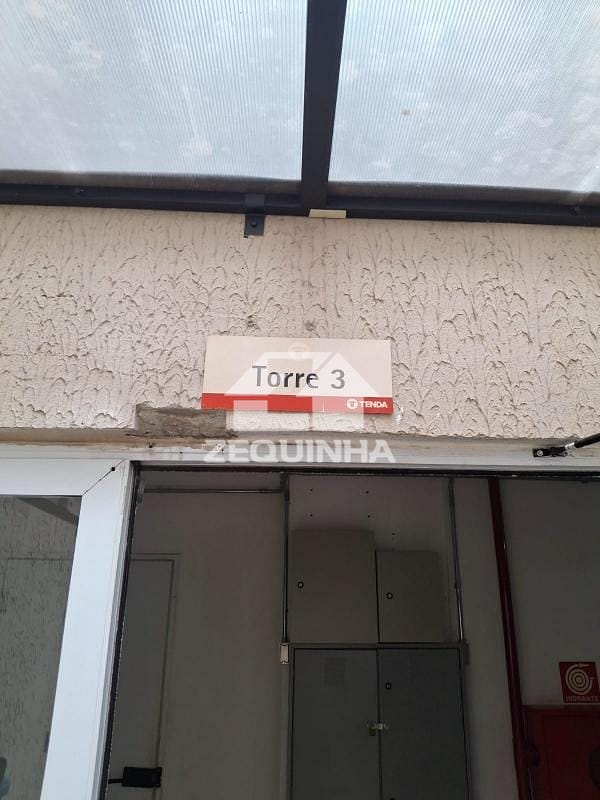 Torre 3
TENDA
ZEQUINHA
HIDRANTE